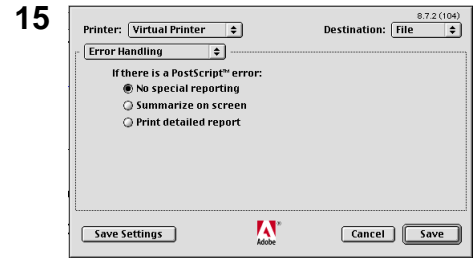 15
8.7.2 (104)
Printer: Virtual Printer Destination: File
Error Handling
If there is a PostScript™ error:
No special reporting
Summarize on screen
Print detailed report
Save Settings Adobe Cancel Save